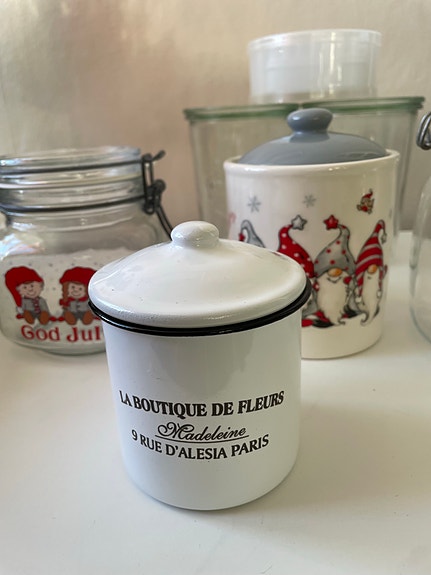 God Jul
LA BOUTIQUE DE FLEURS
Madeleine
9 RUE D'ALESIA PARIS